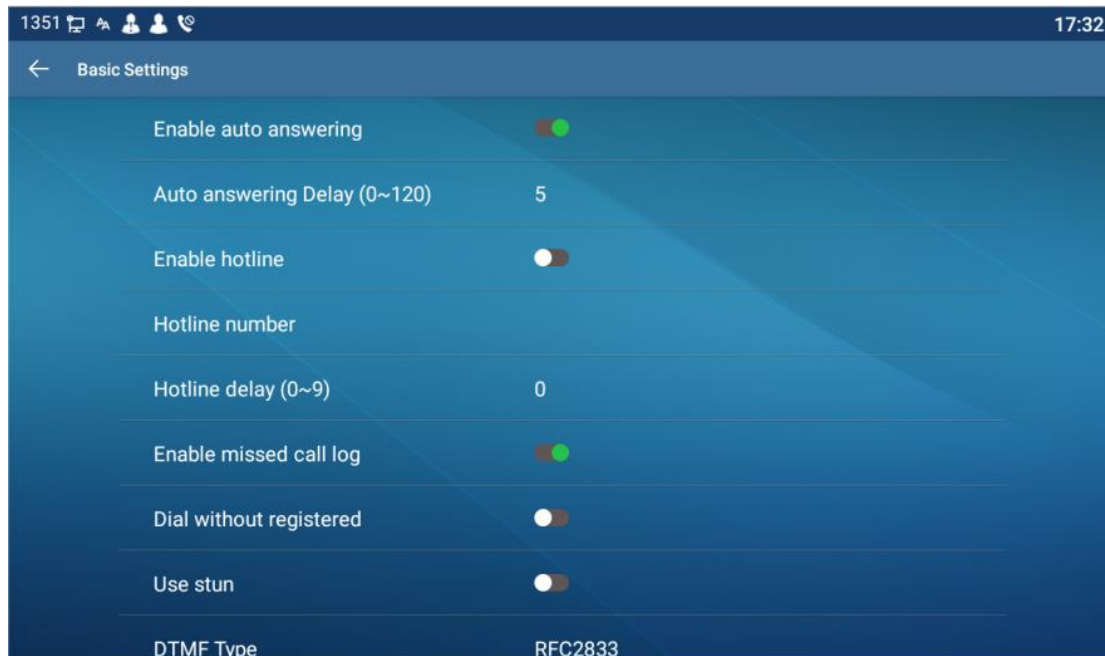 1351 17:32
Basic Settings
Enable auto answering
Auto answering Delay (0~120) 5
Enable hotline
Hotline number
Hotline delay (0~9) 0
Enable missed call log
Dial without registered
Use stun
DTMF Type RFC2833